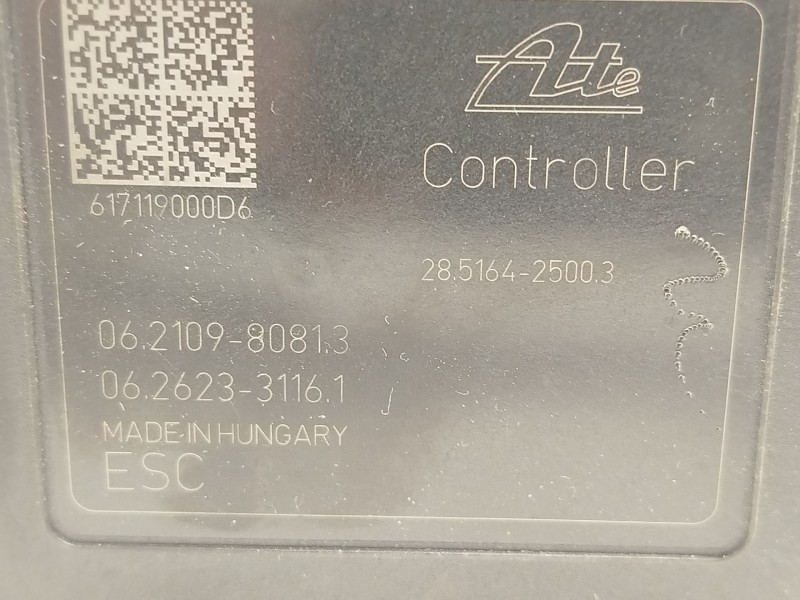 Ate
Controller
617119000D6
28.5164-2500.3
06.2109-8081.3
06.2623-3116.1
MADE IN HUNGARY
ESC